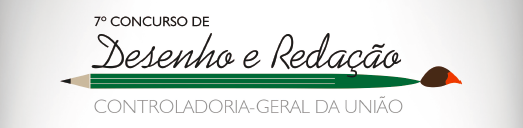 7º CONCURSO DE
Desenho e Redação
CONTROLADORIA-GERAL DA UNIÃO